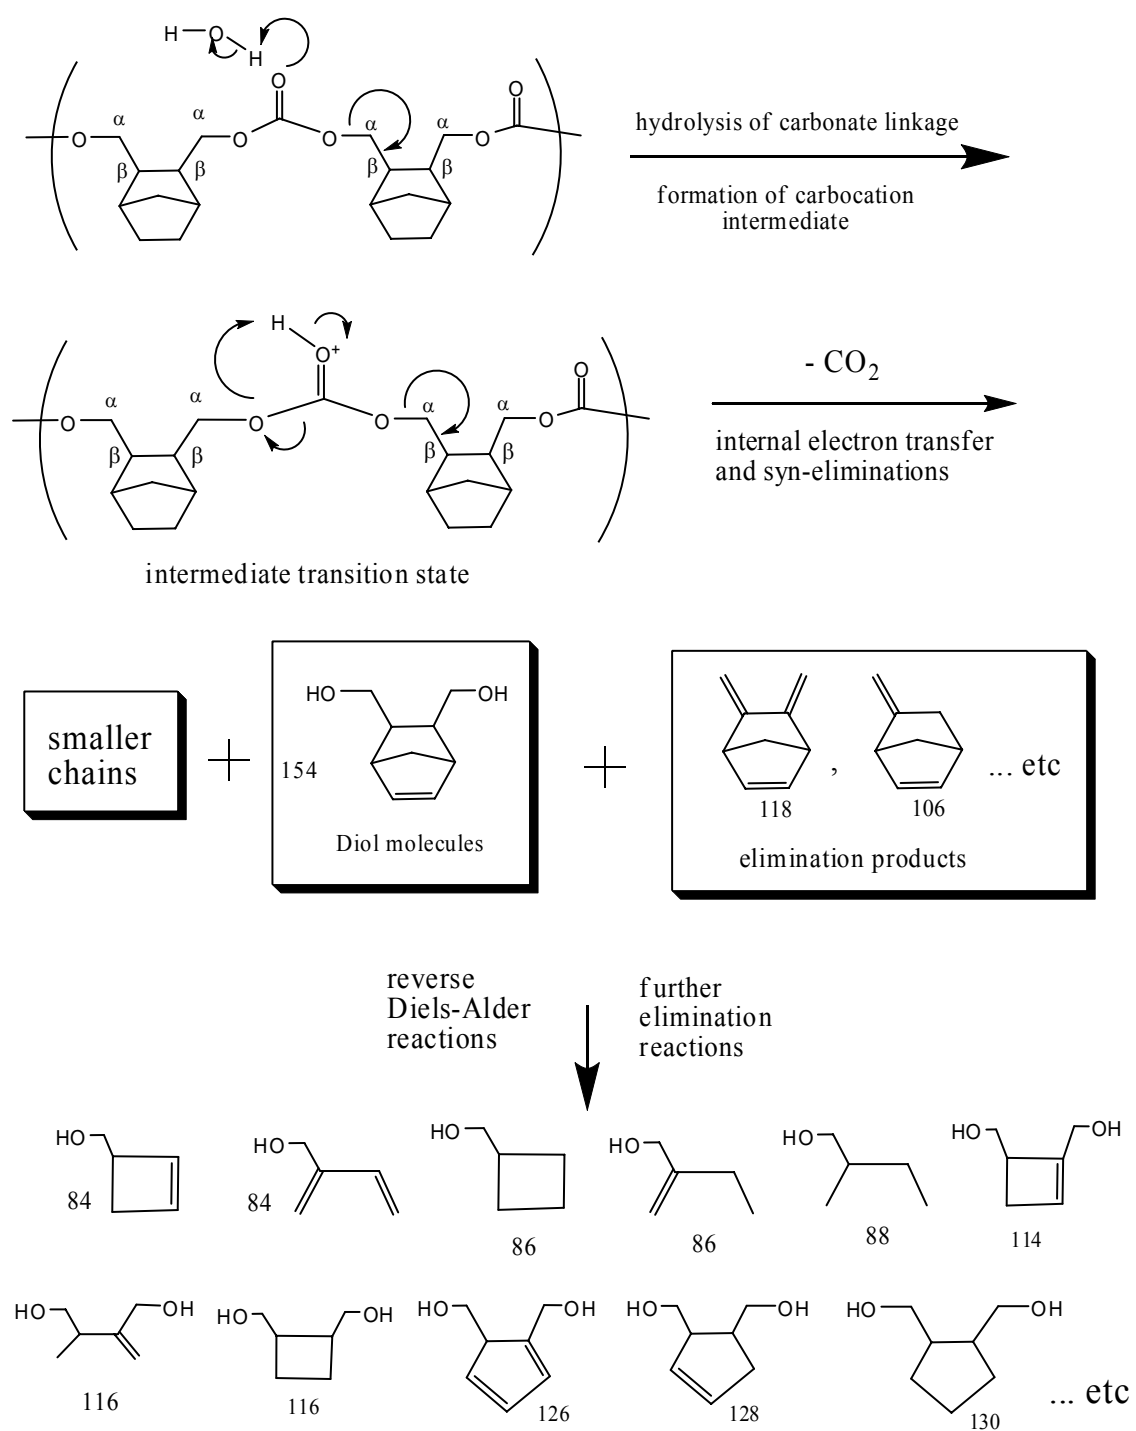 H O H
O O
α α α α
O O O O
β β β β
hydrolysis of carbonate linkage
formation of carbocation
intermediate
H
O+ O
α α α α
O O O O
β β β β
- CO2
internal electron transfer
and syn-eliminations
intermediate transition state
smaller
chains
+
HO OH
154
Diol molecules
+
, ... etc
118 106
elimination products
reverse
Diels-Alder
reactions
further
elimination
reactions
HO HO HO HO HO HO OH
84 84 86 86 88 114
HO OH HO OH HO OH HO OH HO OH
116 116 126 128 130 ... etc